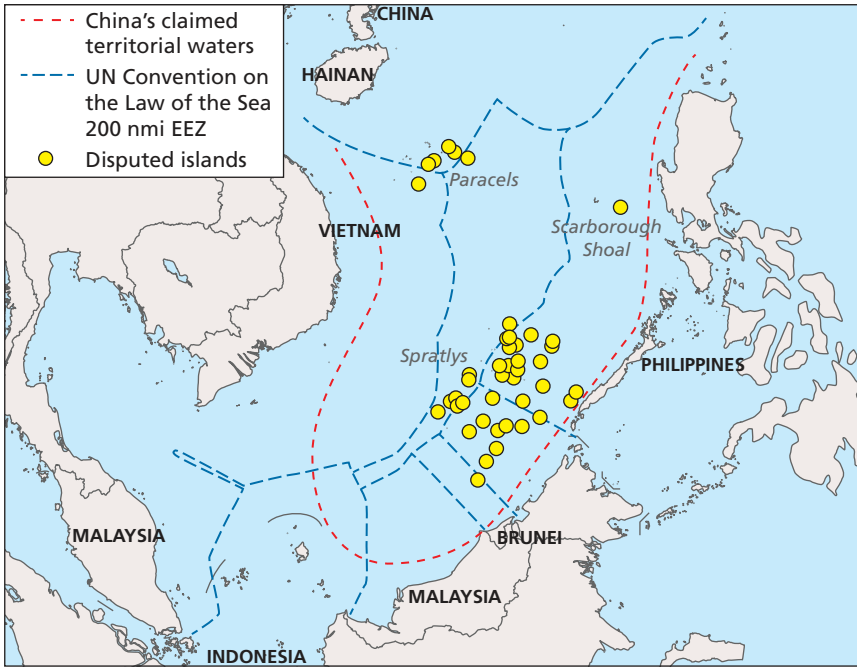 China's claimed
territorial waters
UN Convention on
the Law of the Sea
200 nmi EEZ
Disputed islands
CHINA
HAINAN
Paracels
VIETNAM
Scarborough
Shoal
Spratlys
PHILIPPINES
MALAYSIA
BRUNEI
MALAYSIA
INDONESIA